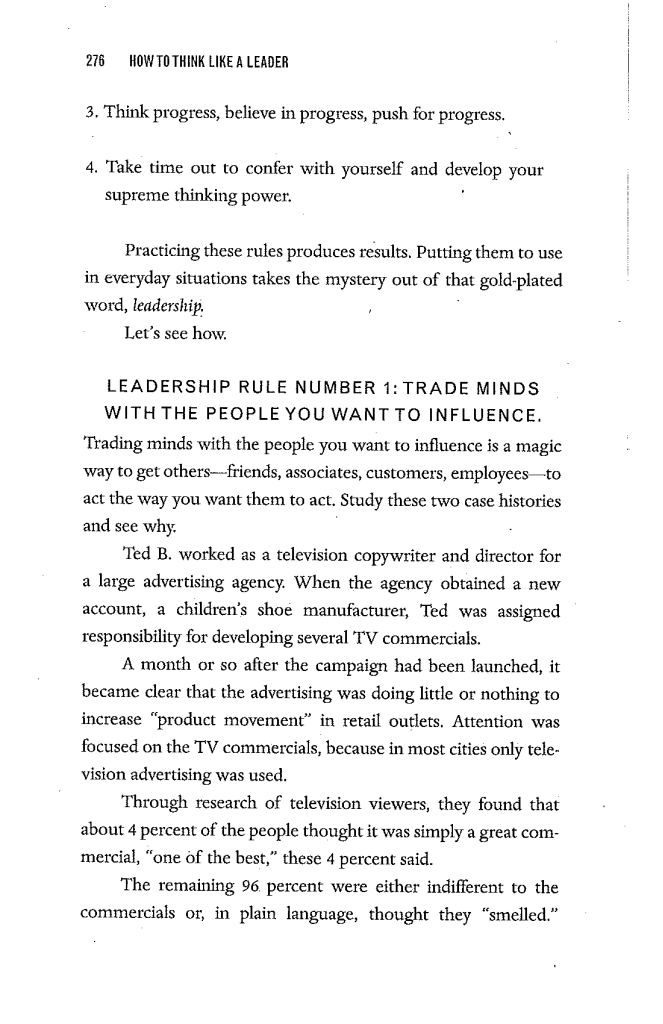 276 HOW TO THINK LIKE A LEADER
3. Think progress, believe in progress, push for progress.
4. Take time out to confer with yourself and develop your
supreme thinking power.
Practicing these rules produces results. Putting them to use
in everyday situations takes the mystery out of that gold-plated
word, leadership.
Let's see how.
LEADERSHIP RULE NUMBER 1: TRADE MINDS
WITH THE PEOPLE YOU WANT TO INFLUENCE.
Trading minds with the people you want to influence is a magic
way to get others—friends, associates, customers, employees—to
act the way you want them to act. Study these two case histories
and see why.
Ted B. worked as a television copywriter and director for
a large advertising agency. When the agency obtained a new
account, a children's shoe manufacturer, Ted was assigned
responsibility for developing several TV commercials.
A month or so after the campaign had been launched, it
became clear that the advertising was doing little or nothing to
increase "product movement" in retail outlets. Attention was
focused on the TV commercials, because in most cities only tele-
vision advertising was used.
Through research of television viewers, they found that
about 4 percent of the people thought it was simply a great com-
mercial, "one of the best," these 4 percent said.
The remaining 96 percent were either indifferent to the
commercials or, in plain language, thought they "smelled."